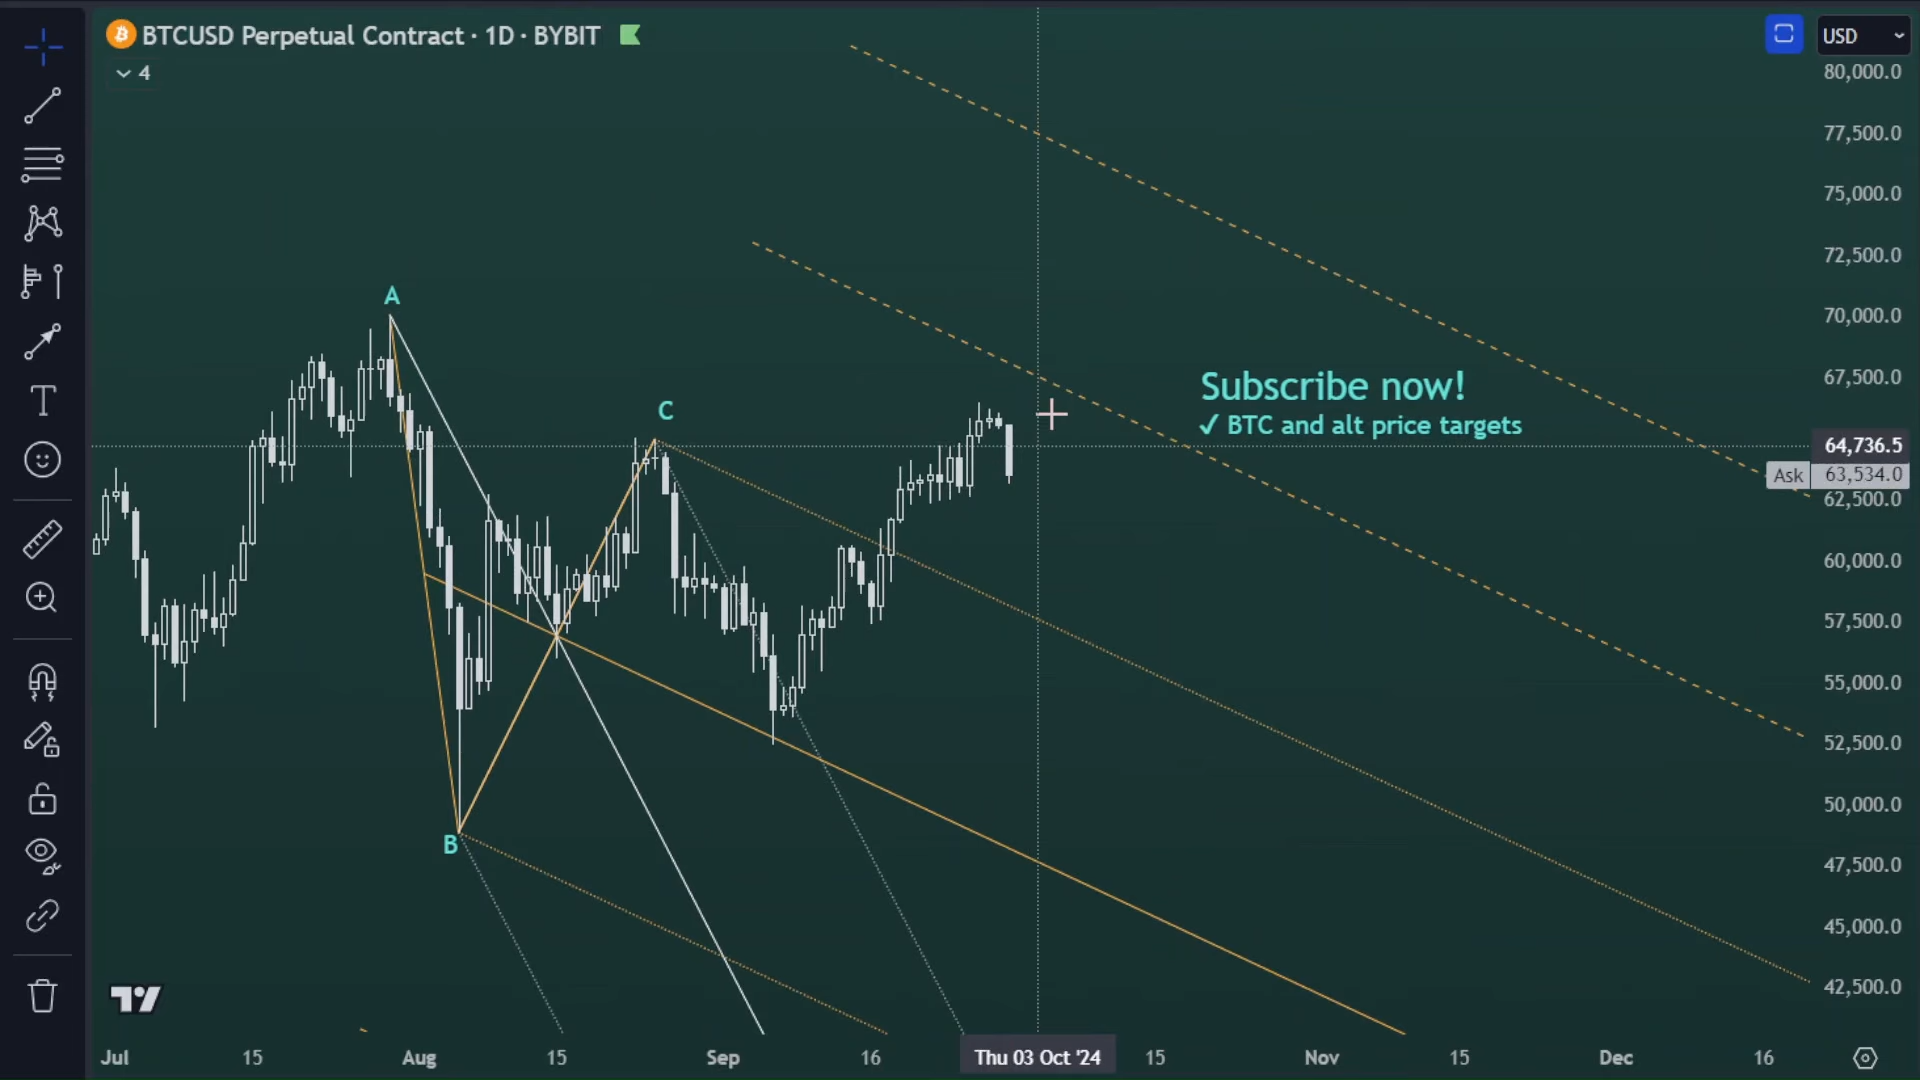 BTCUSD Perpetual Contract · 1D · BYBIT
4
USD
80,000.0
77,500.0
75,000.0
72,500.0
70,000.0
67,500.0
64,736.5
Ask 63,534.0
62,500.0
60,000.0
57,500.0
55,000.0
52,500.0
50,000.0
47,500.0
45,000.0
42,500.0
A
C
B
Subscribe now!
✓ BTC and alt price targets
Jul 15 Aug 15 Sep 16 Thu 03 Oct '24 15 Nov 15 Dec 16